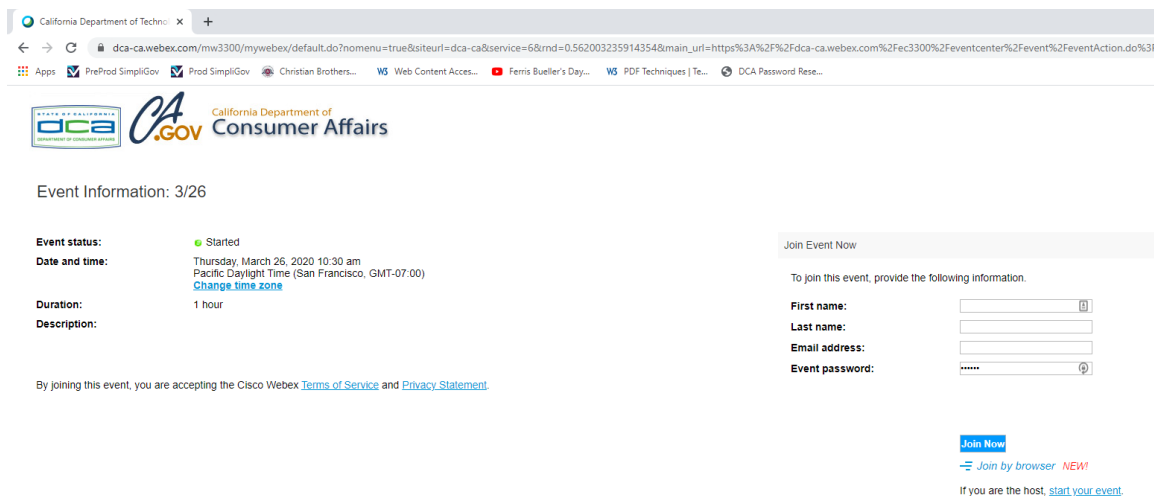 California Department of Technol
dca-ca.webex.com/mw3300/mywebex/default.do?nomenu=true&siteurl=dca-ca&service=6&rnd=0.562003235914354&main_url=https%3A%2F%2Fdca-ca.webex.com%2Fec3300%2Feventcenter%2Fevent%2FeventAction.do%3F
Apps PreProd SimpliGov Prod SimpliGov Christian Brothers... Web Content Acces... Ferris Bueller's Day... PDF Techniques | Te... DCA Password Rese...
STATE OF CALIFORNIA
dca
DEPARTMENT OF CONSUMER AFFAIRS
CA
.GOV
California Department of
Consumer Affairs
Event Information: 3/26
Event status: Started
Date and time: Thursday, March 26, 2020 10:30 am
Pacific Daylight Time (San Francisco, GMT-07:00)
Change time zone
Duration: 1 hour
Description:
By joining this event, you are accepting the Cisco Webex Terms of Service and Privacy Statement.
Join Event Now
To join this event, provide the following information.
First name:
Last name:
Email address:
Event password: ••••••
Join Now
Join by browser NEW!
If you are the host, start your event.